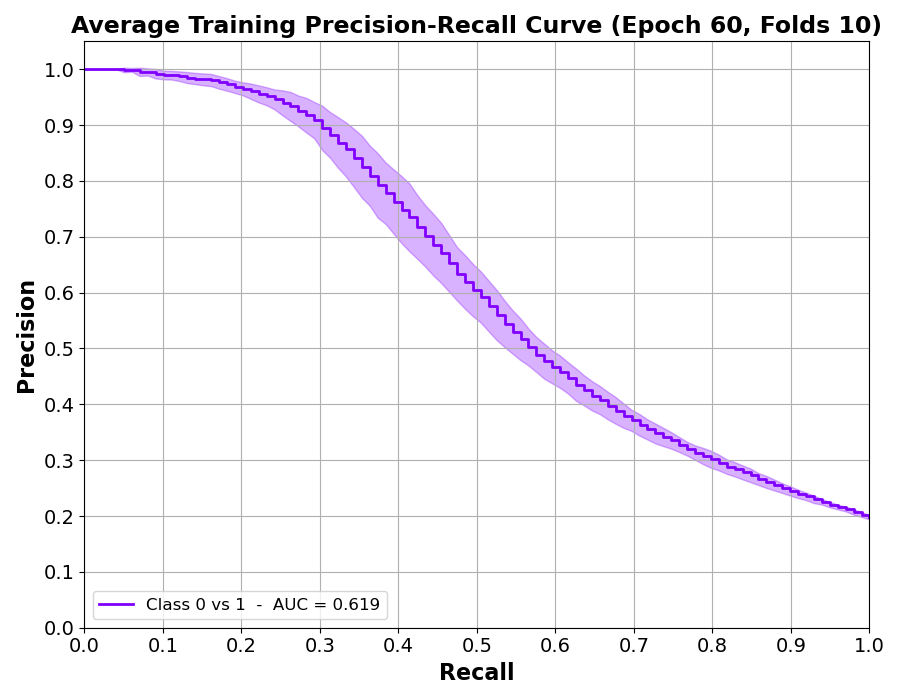 Average Training Precision-Recall Curve (Epoch 60, Folds 10)
1.0
0.9
0.8
0.7
0.6
0.5
0.4
0.3
0.2
0.1
0.0
Precision
Class 0 vs 1 - AUC = 0.619
0.0 0.1 0.2 0.3 0.4 0.5 0.6 0.7 0.8 0.9 1.0
Recall